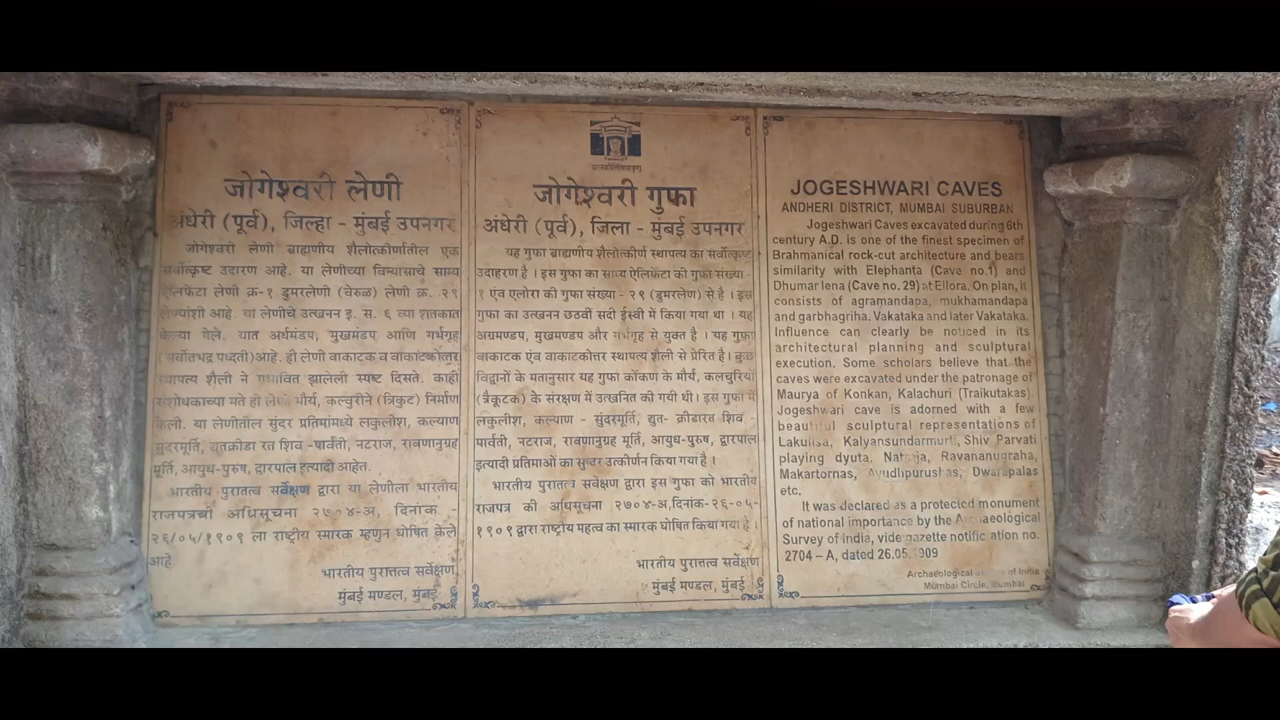 जोगेश्वरी लेणी
अंधेरी (पूर्व), जिल्हा - मुंबई उपनगर
जोगेश्वरी लेणी ब्राह्मणीय शैलोत्कीर्णातील एक
सर्वोत्कृष्ट उदारण आहे. या लेणीच्या विन्यासाचे साम्य
ऐलिफेंटा लेणी क्र-१ डुमरलेणी (वेरुळ) लेणी क्र. २९
लेण्यांशी आहे. या लेणीचे उत्खनन इ. स. ६ व्या शतकात
केल्या गेले. यात अर्धमंडप, मुखमंडप आणि गर्भगृह
(सर्वोतभद्र पध्दती) आहे. ही लेणी वाकाटक व वाकाटकोत्तर
स्थापत्य शैली ने प्रभावित झालेली स्पष्ट दिसते. काही
संशोधकाच्या मते ही लेणी मौर्य, कल्चुरीने (त्रिकुट) निर्माण
केली. या लेणीतील सुंदर प्रतिमांमध्ये लकुलीश, कल्याण
सुंदरमूर्ति, द्युतक्रीडा रत शिव -पार्वती, नटराज, रावणानुग्रह
मूर्ति, आयुध-पुरुष, द्वारपाल इत्यादी आहेत.
भारतीय पुरातत्व सर्वेक्षण द्वारा या लेणीला भारतीय
राजपत्रची अधिसूचना २७०४-अ, दिनांक -
२६/०५/१९०९ ला राष्ट्रीय स्मारक म्हणुन घोषित केले
आहे
भारतीय पुरातत्त्व सर्वेक्षण,
मुंबई मण्डल, मुंबई
जोगेश्वरी गुफा
अंधेरी (पूर्व), जिला - मुंबई उपनगर
यह गुफा ब्राह्मणीय शैलोत्कीर्ण स्थापत्य का सर्वोत्कृष्ट
उदाहरण है । इस गुफा का साम्य ऐलिफेंटा की गुफा संख्या -
१ एंव एलोरा की गुफा संख्या - २९ (डुमरलेण) से है । इस
गुफा का उत्खनन छठवीं सदी ईस्वी में किया गया था । यह
अग्रमण्डप, मुखमण्डप और गर्भगृह से युक्त है । यह गुफा
वाकाटक एंव वाकाटकोत्तर स्थापत्य शैली से प्रेरित है । कुछ
विद्वानों के मतानुसार यह गुफा कोंकण के मौर्य, कलचुरियों
(त्रैकूटक) के संरक्षण में उत्खनित की गयी थी। इस गुफा में
लकुलीश, कल्याण - सुंदरमूर्ति, द्युत- क्रीडारत शिव -
पार्वती, नटराज, रावणानुग्रह मूर्ति, आयुध-पुरुष, द्वारपाल
इत्यादी प्रतिमाओं का सुन्दर उत्कीर्णन किया गया है ।
भारतीय पुरातत्व सर्वेक्षण द्वारा इस गुफा को भारतीय
राजपत्र की अधिसूचना २७०४-अ,दिनांक-२६-०५-
१९०९ द्वारा राष्ट्रीय महत्व का स्मारक घोषित किया गया है ।
भारतीय पुरातत्त्व सर्वेक्षण
मुंबई मण्डल, मुंबई
JOGESHWARI CAVES
ANDHERI DISTRICT, MUMBAI SUBURBAN
Jogeshwari Caves excavated during 6th
century A.D. is one of the finest specimen of
Brahmanical rock-cut architecture and bears
similarity with Elephanta (Cave no.1) and
Dhumar lena (Cave no. 29) at Ellora. On plan, it
consists of agramandapa, mukhamandapa
and garbhagriha. Vakataka and later Vakataka.
Influence can clearly be noticed in its
architectural planning and sculptural
execution. Some scholars believe that the
caves were excavated under the patronage of
Maurya of Konkan, Kalachuri (Traikutakas).
Jogeshwari cave is adorned with a few
beautiful sculptural representations of
Lakulisa, Kalyansundarmurti, Shiv Parvati
playing dyuta, Natraja, Ravananugraha,
Makartornas, Ayudhpurushas, Dwarapalas
etc.
It was declared as a protected monument
of national importance by the Archaeological
Survey of India, vide gazette notification no.
2704 – A, dated 26.05.1909
Archaeological of India
Mumbai Circle, Mumbai